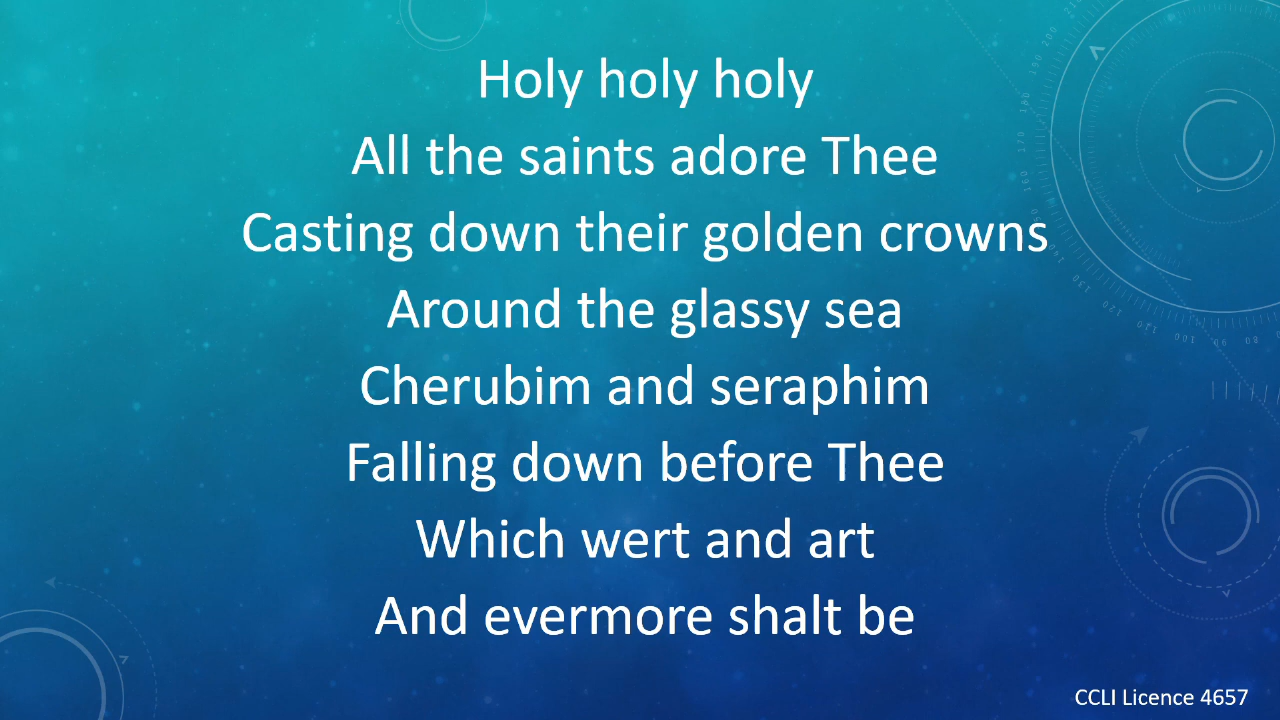 Holy holy holy
All the saints adore Thee
Casting down their golden crowns
Around the glassy sea
Cherubim and seraphim
Falling down before Thee
Which wert and art
And evermore shalt be
CCLI Licence 4657